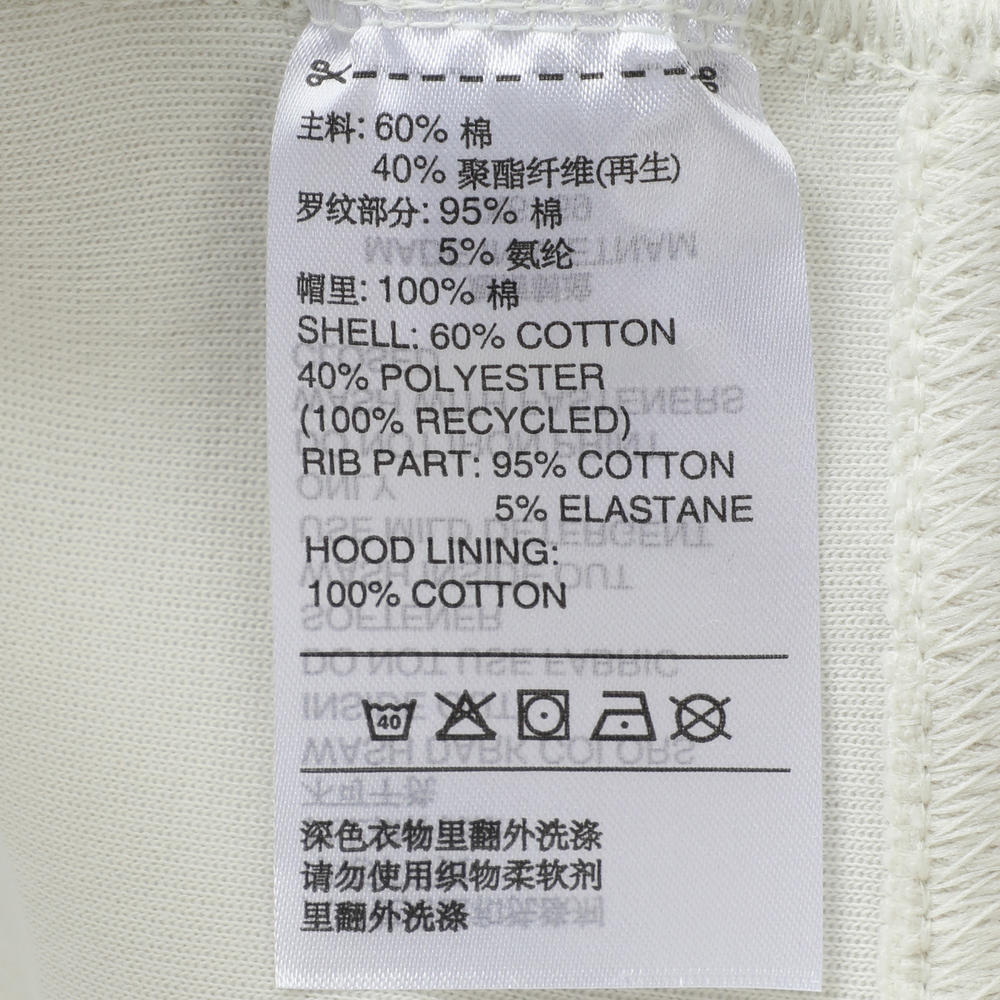 主料: 60% 棉
40% 聚酯纤维(再生)
罗纹部分: 95% 棉
5% 氨纶
帽里: 100% 棉
SHELL: 60% COTTON
40% POLYESTER
(100% RECYCLED)
RIB PART: 95% COTTON
5% ELASTANE
HOOD LINING:
100% COTTON
40
深色衣物里翻外洗涤
请勿使用织物柔软剂
里翻外洗涤